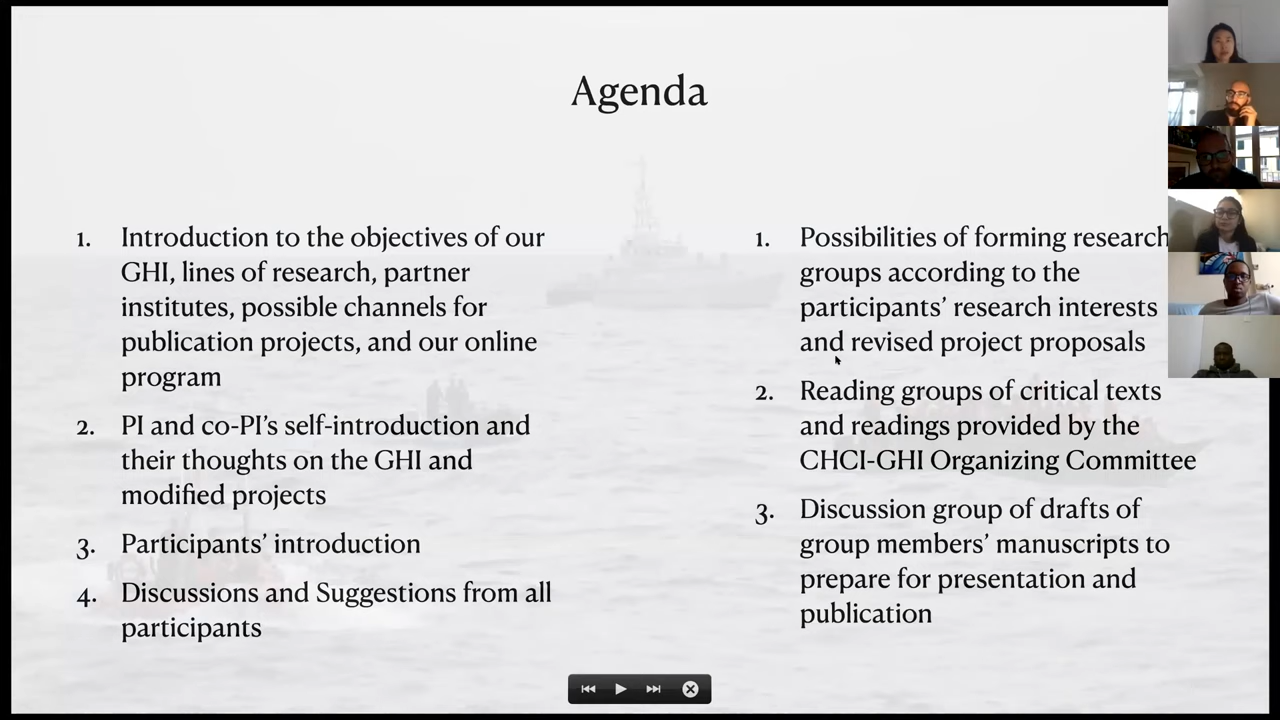 Agenda
1. Introduction to the objectives of our
GHI, lines of research, partner
institutes, possible channels for
publication projects, and our online
program
2. PI and co-PI’s self-introduction and
their thoughts on the GHI and
modified projects
3. Participants’ introduction
4. Discussions and Suggestions from all
participants
1. Possibilities of forming research
groups according to the
participants’ research interests
and revised project proposals
2. Reading groups of critical texts
and readings provided by the
CHCI-GHI Organizing Committee
3. Discussion group of drafts of
group members’ manuscripts to
prepare for presentation and
publication